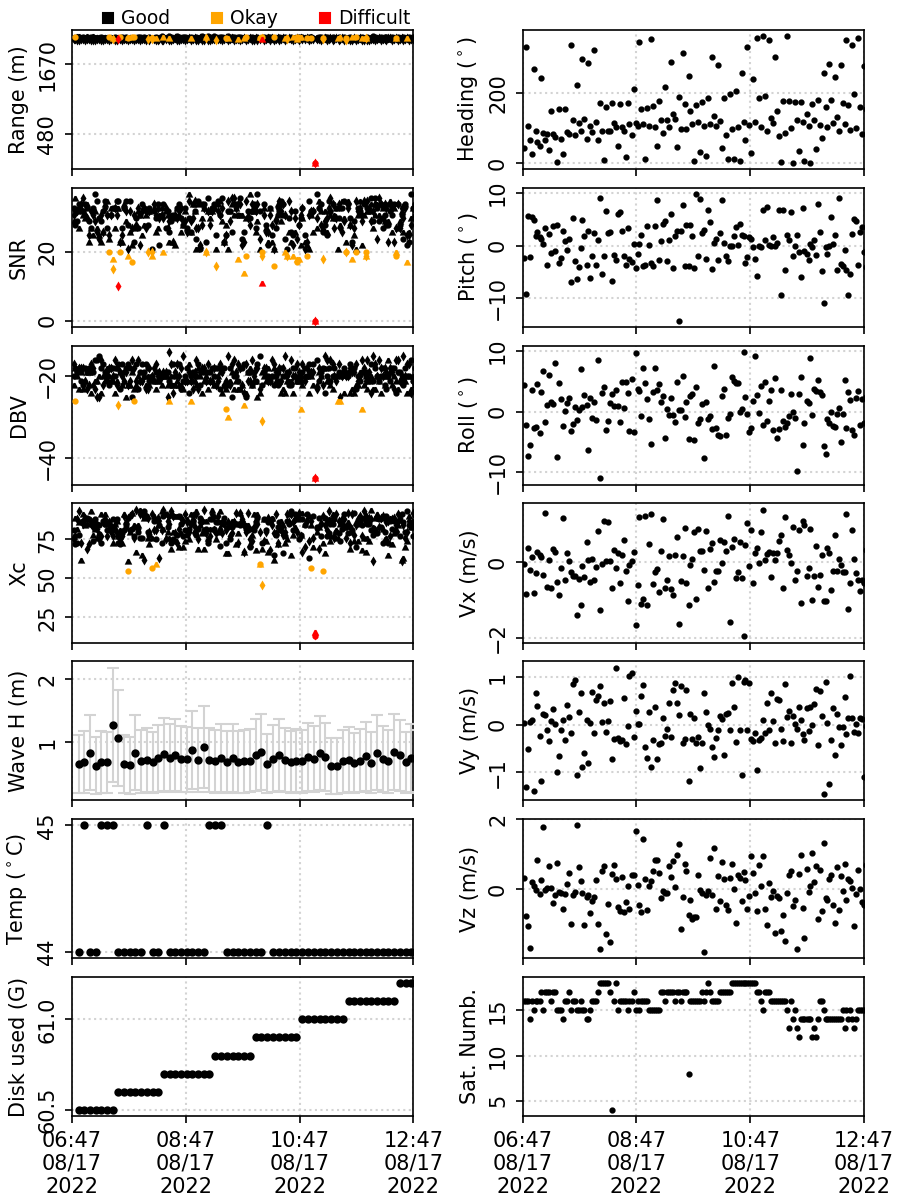 Good Okay Difficult
Range (m)
1670
480
Heading (°)
200
0
SNR
20
0
Pitch (°)
10
0
−10
DBV
−20
−40
Roll (°)
10
0
−10
Xc
75
50
25
Vx (m/s)
0
−2
Wave H (m)
2
1
Vy (m/s)
1
0
−1
Temp (°C)
45
44
Vz (m/s)
2
0
Disk used (G)
61.0
60.5
Sat. Numb.
15
10
5
06:47 08:47 10:47 12:47 06:47 08:47 10:47 12:47
08/17 08/17 08/17 08/17 08/17 08/17 08/17 08/17
2022 2022 2022 2022 2022 2022 2022 2022